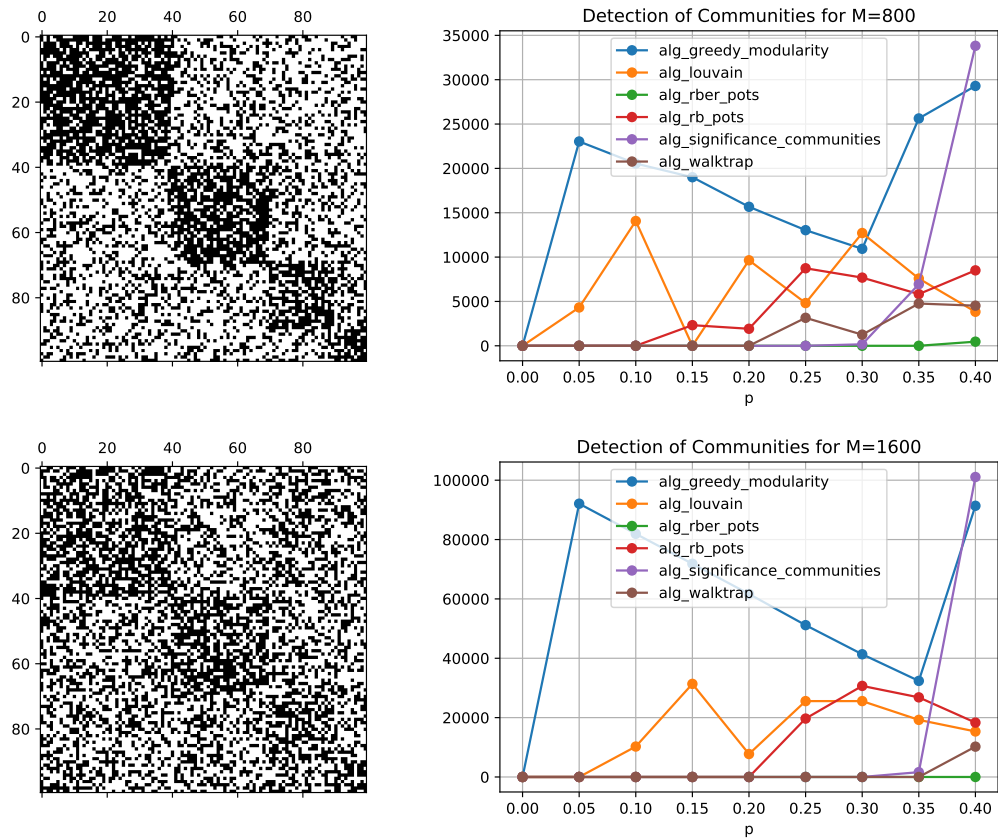 0 20 40 60 80
0
20
40
60
80
Detection of Communities for M=800
35000
30000
25000
20000
15000
10000
5000
0
alg_greedy_modularity
alg_louvain
alg_rber_pots
alg_rb_pots
alg_significance_communities
alg_walktrap
0.00 0.05 0.10 0.15 0.20 0.25 0.30 0.35 0.40
p
0 20 40 60 80
0
20
40
60
80
Detection of Communities for M=1600
100000
80000
60000
40000
20000
0
alg_greedy_modularity
alg_louvain
alg_rber_pots
alg_rb_pots
alg_significance_communities
alg_walktrap
0.00 0.05 0.10 0.15 0.20 0.25 0.30 0.35 0.40
p